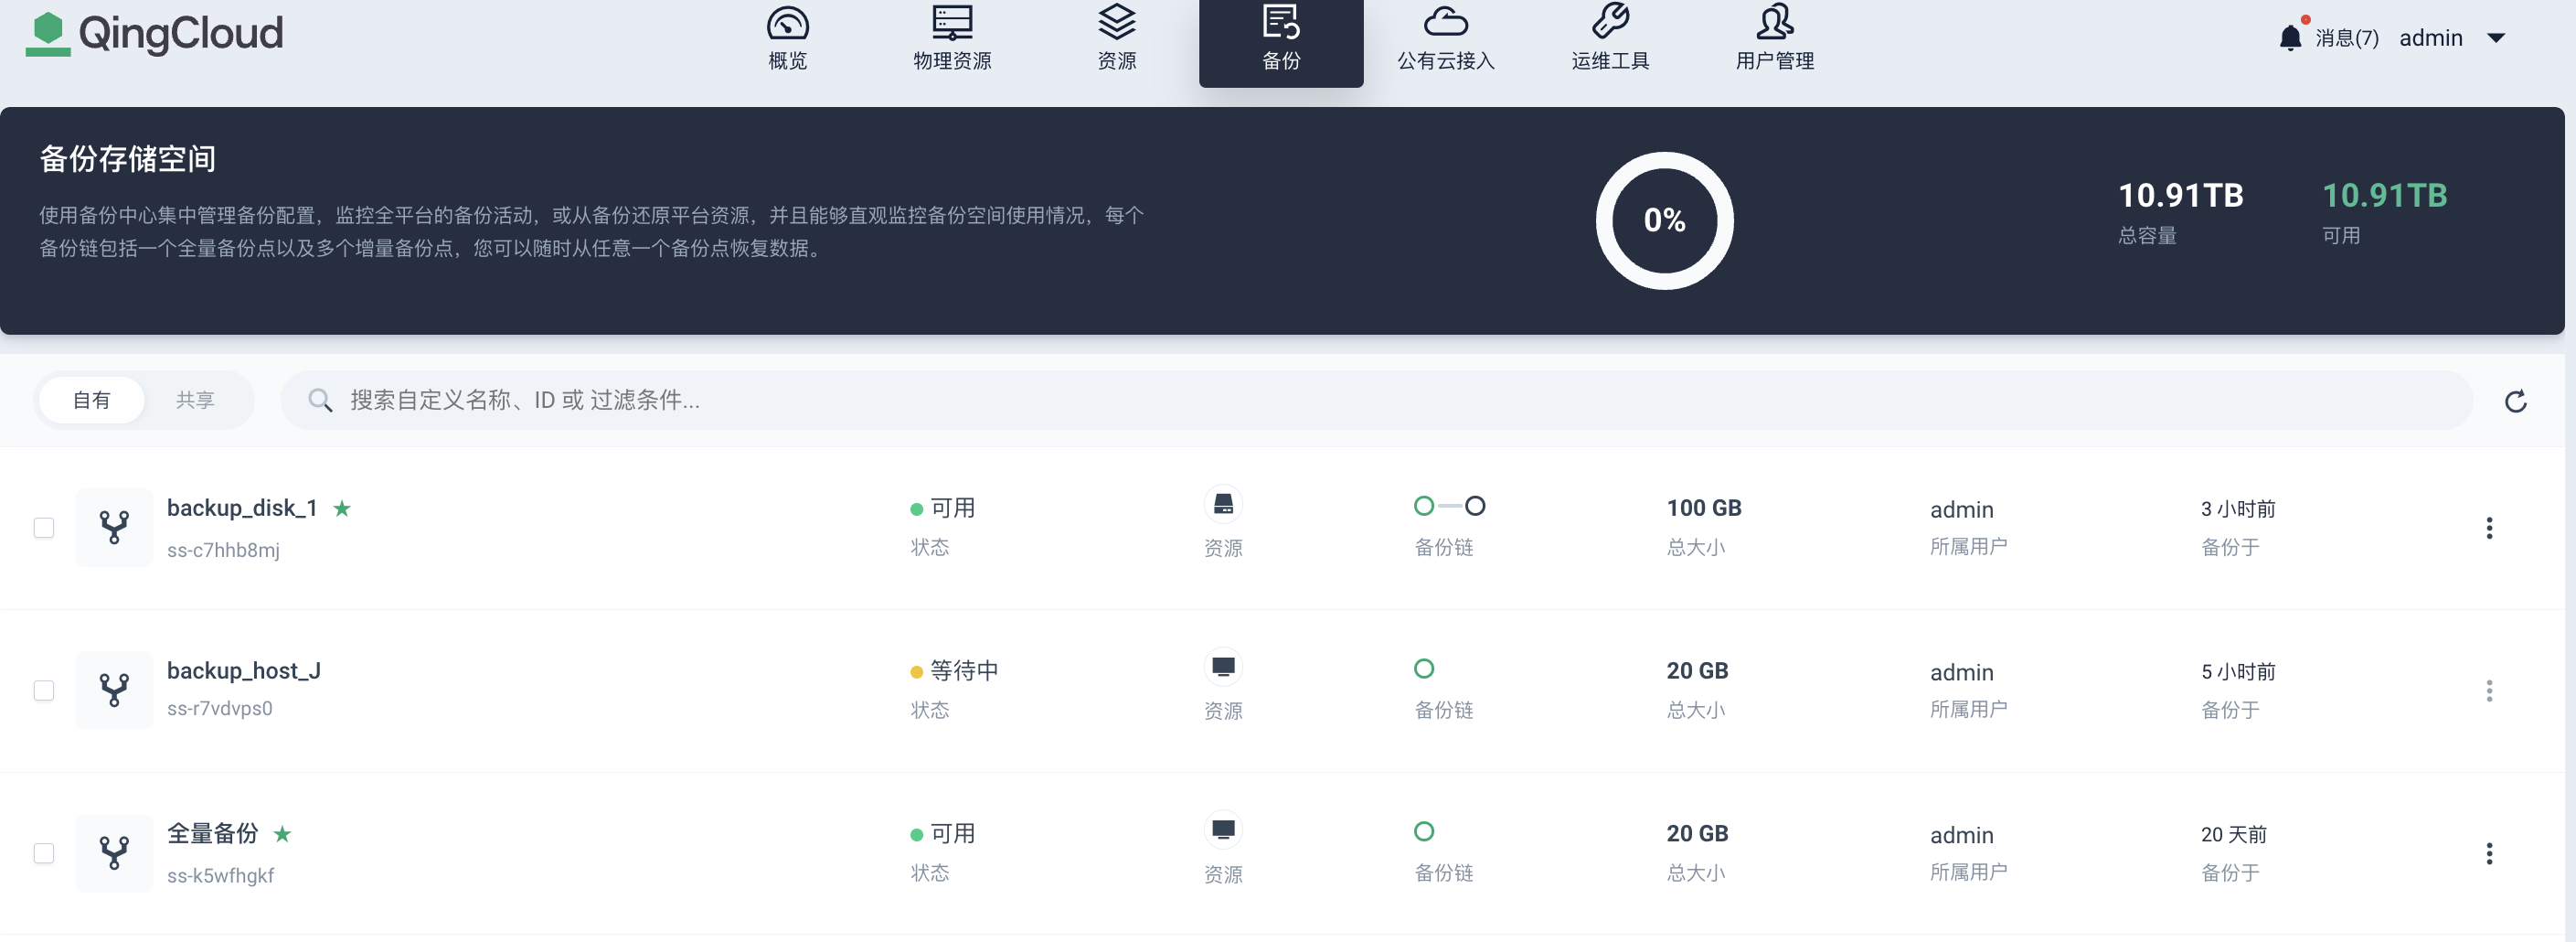 QingCloud
概览
物理资源
资源
备份
公有云接入
运维工具
用户管理
消息(7)
admin
备份存储空间
使用备份中心集中管理备份配置，监控全平台的备份活动，或从备份还原平台资源，并且能够直观监控备份空间使用情况，每个
备份链包括一个全量备份点以及多个增量备份点，您可以随时从任意一个备份点恢复数据。
0%
10.91TB
总容量
10.91TB
可用
自有
共享
搜索自定义名称、ID 或 过滤条件...
backup_disk_1
ss-c7hhb8mj
可用
状态
资源
备份链
100 GB
总大小
admin
所属用户
3 小时前
备份于
backup_host_J
ss-r7vdvps0
等待中
状态
资源
备份链
20 GB
总大小
admin
所属用户
5 小时前
备份于
全量备份
ss-k5wfhgkf
可用
状态
资源
备份链
20 GB
总大小
admin
所属用户
20 天前
备份于